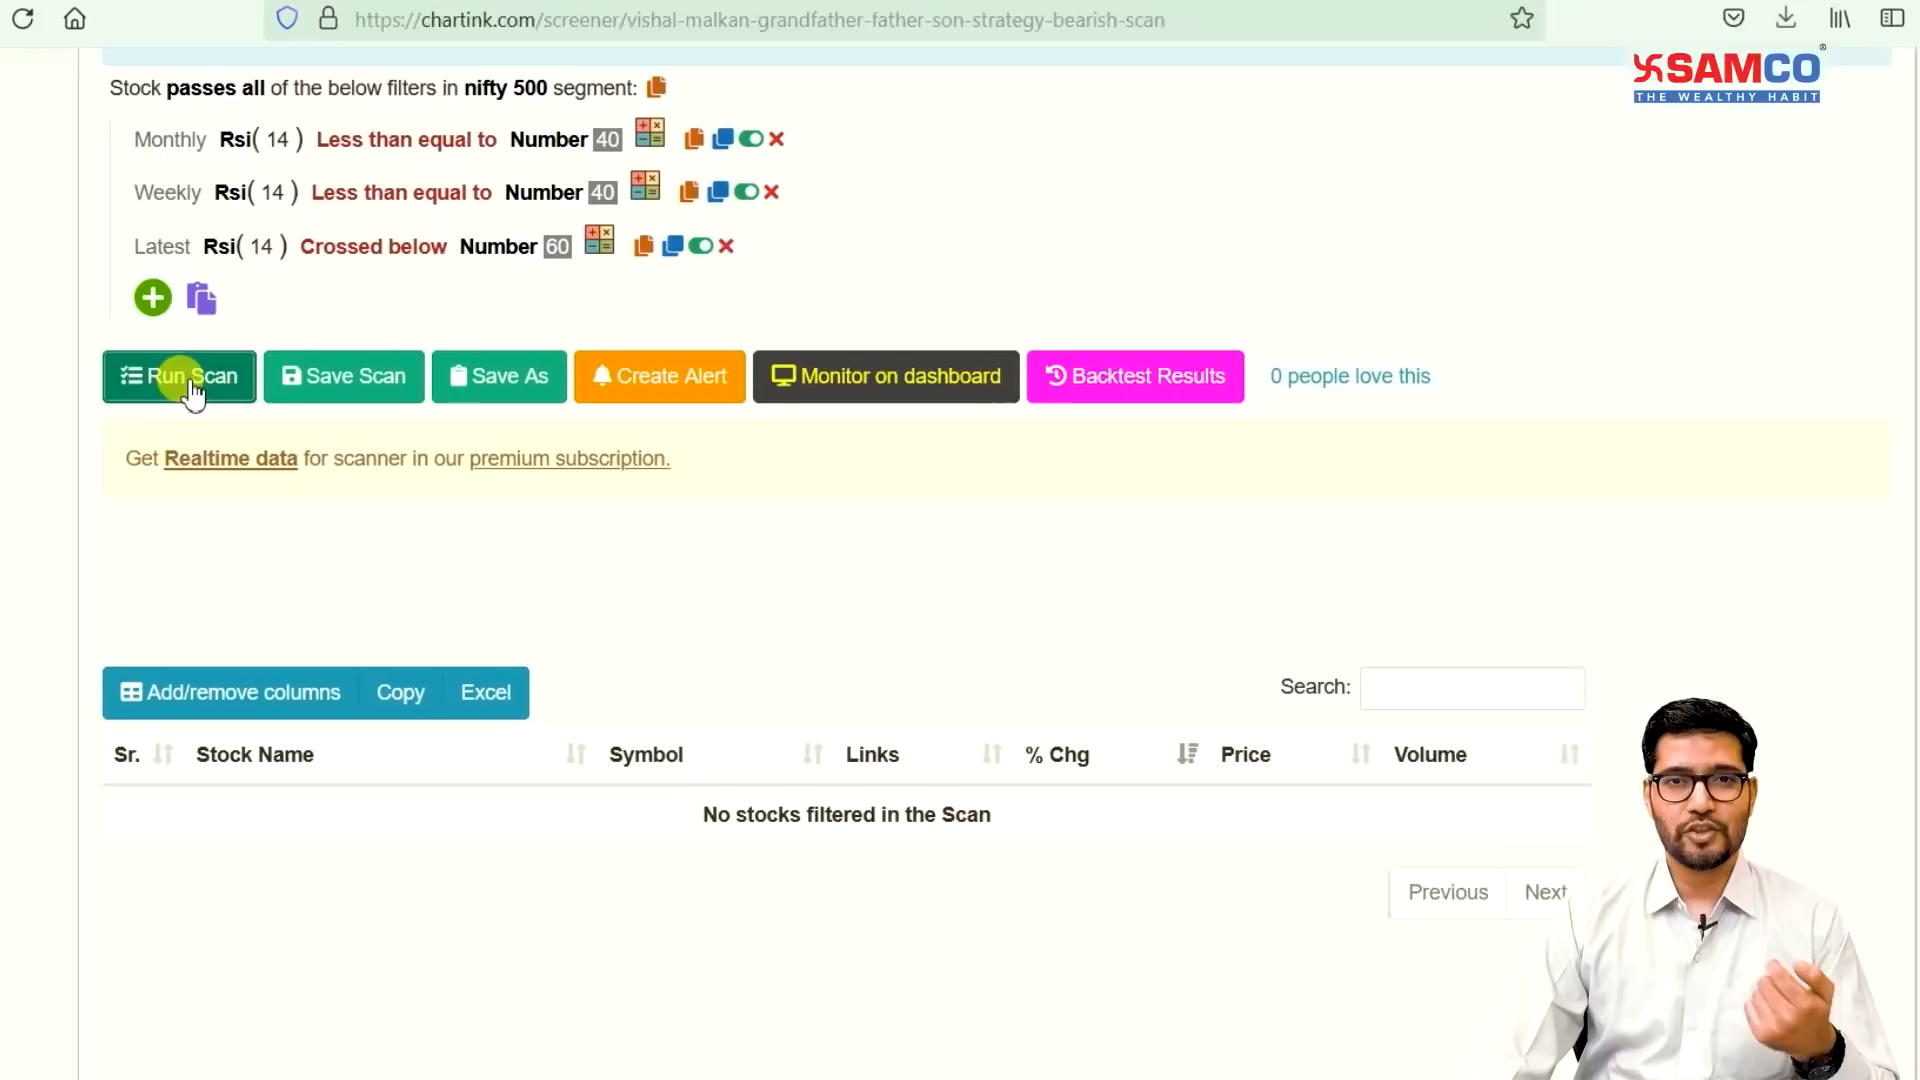 https://chartink.com/screener/vishal-malkan-grandfather-father-son-strategy-bearish-scan
SAMCO®
THE WEALTHY HABIT
Stock passes all of the below filters in nifty 500 segment:
Monthly Rsi( 14 ) Less than equal to Number 40
Weekly Rsi( 14 ) Less than equal to Number 40
Latest Rsi( 14 ) Crossed below Number 60
Run Scan Save Scan Save As Create Alert Monitor on dashboard Backtest Results 0 people love this
Get Realtime data for scanner in our premium subscription.
Add/remove columns Copy Excel Search:
Sr. Stock Name Symbol Links % Chg Price Volume
No stocks filtered in the Scan
Previous Next